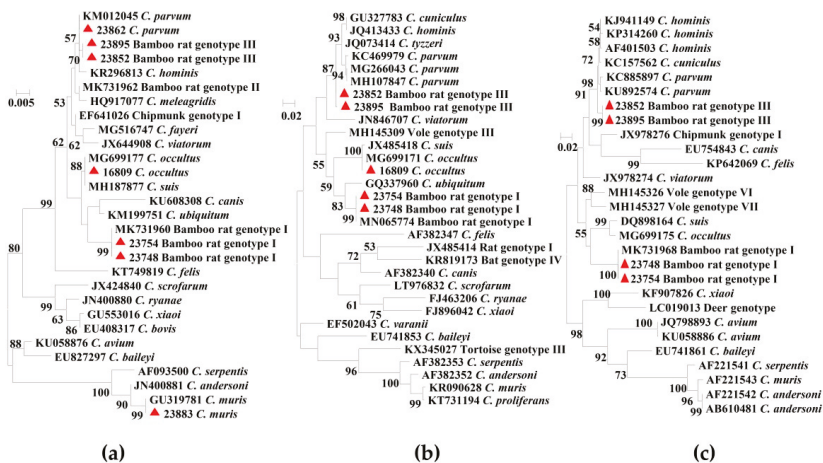 KM012045 C. parvum
57
23862 C. parvum
23895 Bamboo rat genotype III
70
23852 Bamboo rat genotype III
KR296813 C. hominis
0.005
MK731962 Bamboo rat genotype II
53
HQ917077 C. meleagridis
EF641026 Chipmunk genotype I
MG516747 C. fayeri
62
62
JX644908 C. viatorum
MG699177 C. occultus
88
16809 C. occultus
MH187877 C. suis
KU608308 C. canis
99
KM199751 C. ubiquitum
MK731960 Bamboo rat genotype I
23754 Bamboo rat genotype I
99
23748 Bamboo rat genotype I
80
KT749819 C. felis
JX424840 C. scrofarum
JN400880 C. ryanae
99
GU553016 C. xiaoi
63
86
EU408317 C. bovis
88
KU058876 C. avium
EU827297 C. baileyi
AF093500 C. serpentis
JN400881 C. andersoni
100
GU319781 C. muris
90
99
23883 C. muris
(a)
98
GU327783 C. cuniculus
JQ413433 C. hominis
93
JQ073414 C. tyzzeri
KC469979 C. parvum
87
MG266043 C. parvum
94
MH107847 C. parvum
23852 Bamboo rat genotype III
0.02
99
23895 Bamboo rat genotype III
JN846707 C. viatorum
MH145309 Vole genotype III
JX485418 C. suis
100
MG699171 C. occultus
55
16809 C. occultus
GQ337960 C. ubiquitum
59
23754 Bamboo rat genotype I
83
23748 Bamboo rat genotype I
99
MN065774 Bamboo rat genotype I
AF382347 C. felis
53
JX485414 Rat genotype I
72
KR819173 Bat genotype IV
AF382340 C. canis
LT976832 C. scrofarum
61
FJ463206 C. ryanae
75
FJ896042 C. xiaoi
EF502043 C. varanii
EU741853 C. baileyi
KX345027 Tortoise genotype III
96
AF382353 C. serpentis
AF382352 C. andersoni
100
KR090628 C. muris
99
KT731194 C. proliferans
(b)
KJ941149 C. hominis
54
KP314260 C. hominis
58
AF401503 C. hominis
72
KC157562 C. cuniculus
98
KC885897 C. parvum
91
KU892574 C. parvum
23852 Bamboo rat genotype III
99
23895 Bamboo rat genotype III
0.02
JX978276 Chipmunk genotype I
EU754843 C. canis
99
KP642069 C. felis
JX978274 C. viatorum
88
MH145326 Vole genotype VI
MH145327 Vole genotype VII
99
DQ898164 C. suis
55
MG699175 C. occultus
MK731968 Bamboo rat genotype I
23748 Bamboo rat genotype I
100
23754 Bamboo rat genotype I
KF907826 C. xiaoi
100
LC019013 Deer genotype
100
JQ798893 C. avium
98
KU058886 C. avium
92
EU741861 C. baileyi
73
AF221541 C. serpentis
AF221543 C. muris
100
AF221542 C. andersoni
96
99
AB610481 C. andersoni
(c)